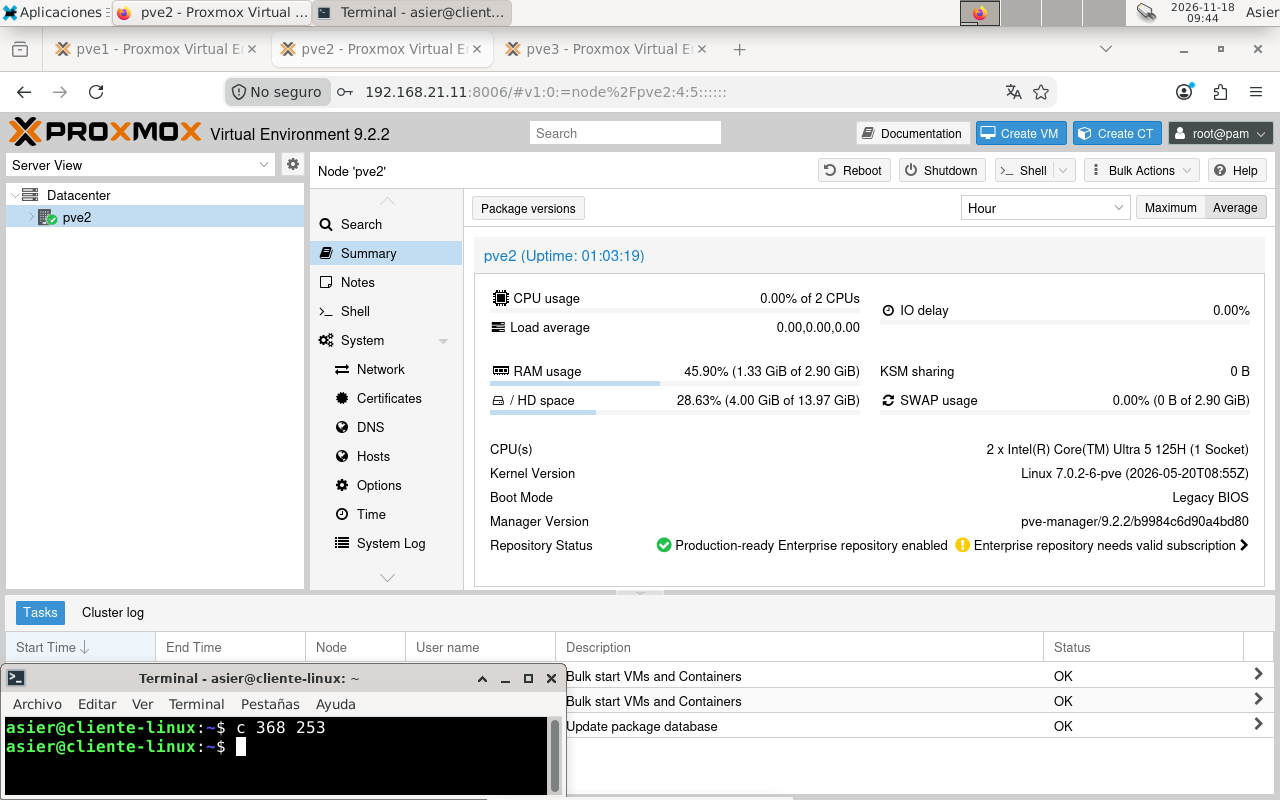 Aplicaciones
pve2 - Proxmox Virtual ...
Terminal - asier@client...
2026-11-18
09:44
Asier
pve1 - Proxmox Virtual E
pve2 - Proxmox Virtual E
pve3 - Proxmox Virtual E
No seguro
192.168.21.11:8006/#v1:0:=node%2Fpve2:4:5::::::
PROXMOX Virtual Environment 9.2.2
Search
Documentation
Create VM
Create CT
root@pam
Server View
Node 'pve2'
Reboot
Shutdown
Shell
Bulk Actions
Help
Datacenter
pve2
Search
Summary
Notes
Shell
System
Network
Certificates
DNS
Hosts
Options
Time
System Log
Package versions
Hour
Maximum
Average
pve2 (Uptime: 01:03:19)
CPU usage 0.00% of 2 CPUs
IO delay 0.00%
Load average 0.00,0.00,0.00
RAM usage 45.90% (1.33 GiB of 2.90 GiB)
KSM sharing 0 B
/ HD space 28.63% (4.00 GiB of 13.97 GiB)
SWAP usage 0.00% (0 B of 2.90 GiB)
CPU(s) 2 x Intel(R) Core(TM) Ultra 5 125H (1 Socket)
Kernel Version Linux 7.0.2-6-pve (2026-05-20T08:55Z)
Boot Mode Legacy BIOS
Manager Version pve-manager/9.2.2/b9984c6d90a4bd80
Repository Status Production-ready Enterprise repository enabled Enterprise repository needs valid subscription
Tasks
Cluster log
Start Time End Time Node User name Description Status
Bulk start VMs and Containers OK
Bulk start VMs and Containers OK
Update package database OK
Terminal - asier@cliente-linux: ~
Archivo Editar Ver Terminal Pestañas Ayuda
asier@cliente-linux:~$ c 368 253
asier@cliente-linux:~$